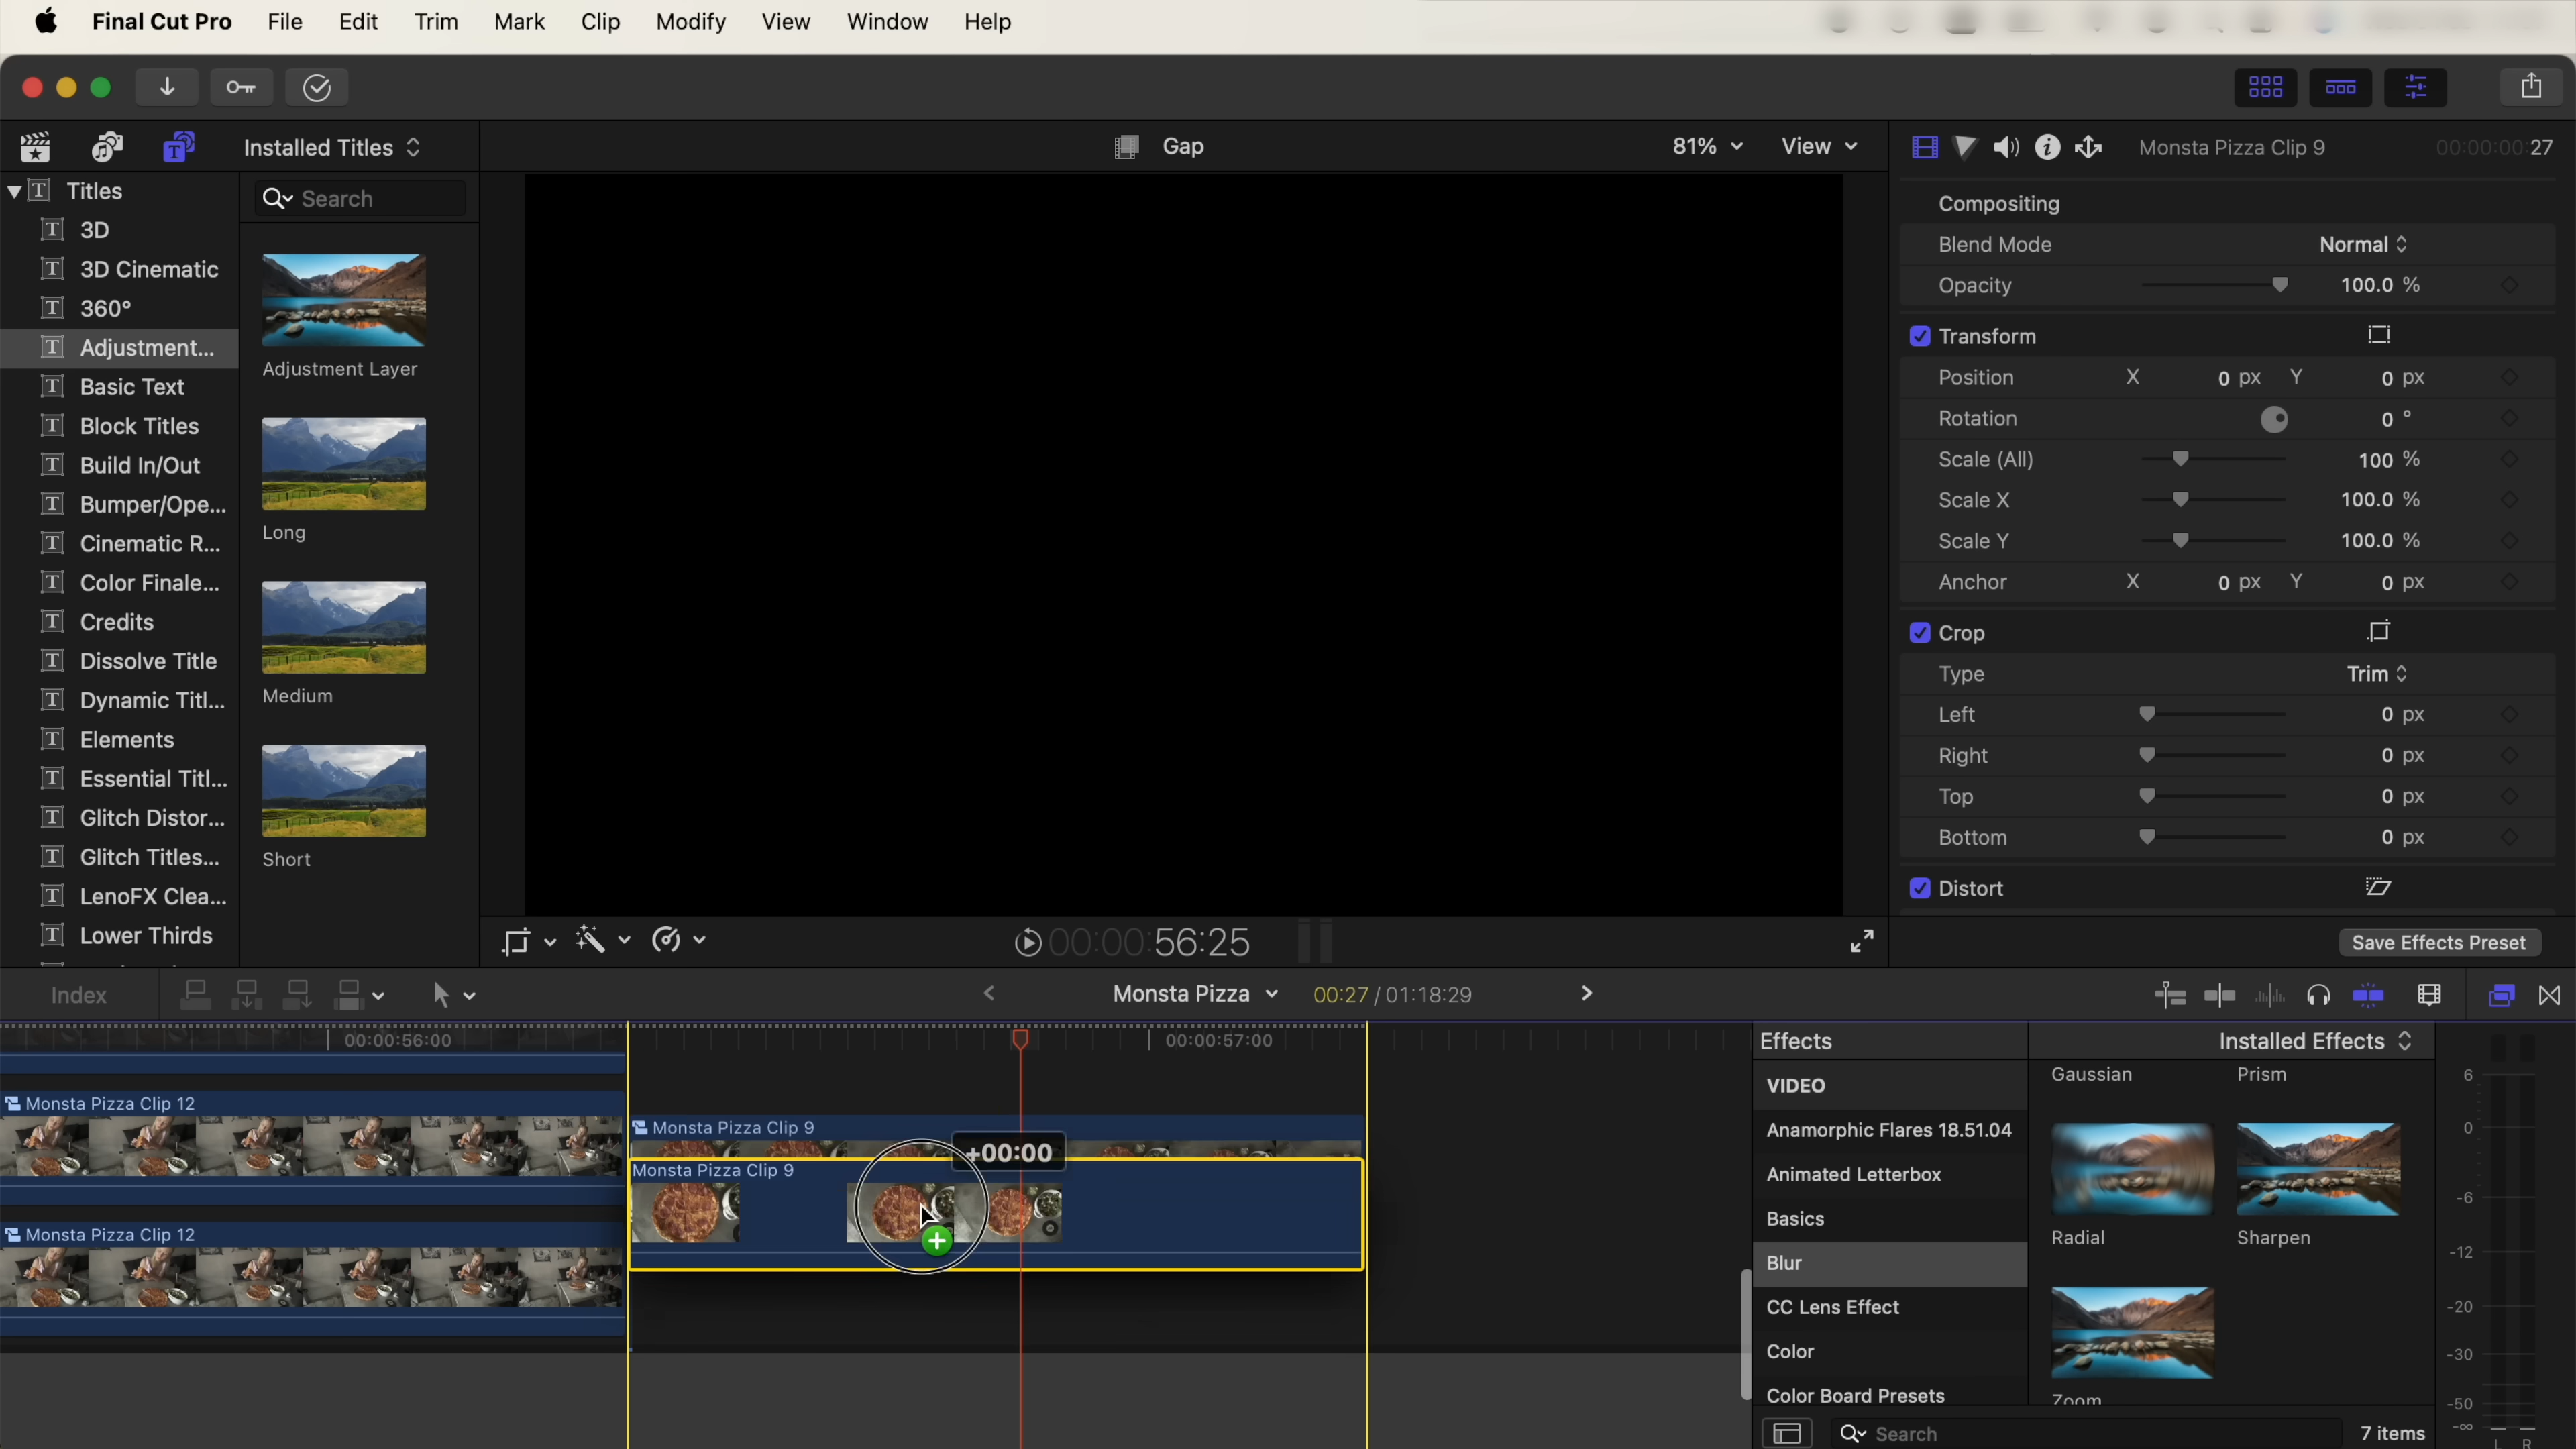 Final Cut Pro File Edit Trim Mark Clip Modify View Window Help
Installed Titles
Gap
81%
View
Monsta Pizza Clip 9
00:00:00:27
Titles
3D
3D Cinematic
360°
Adjustment...
Basic Text
Block Titles
Build In/Out
Bumper/Ope...
Cinematic R...
Color Finale...
Credits
Dissolve Title
Dynamic Titl...
Elements
Essential Titl...
Glitch Distor...
Glitch Titles...
LenoFX Clea...
Lower Thirds
Search
Adjustment Layer
Long
Medium
Short
Compositing
Blend Mode Normal
Opacity 100.0 %
Transform
Position X 0 px Y 0 px
Rotation 0 °
Scale (All) 100 %
Scale X 100.0 %
Scale Y 100.0 %
Anchor X 0 px Y 0 px
Crop
Type Trim
Left 0 px
Right 0 px
Top 0 px
Bottom 0 px
Distort
00:00:56:25
Save Effects Preset
Index
Monsta Pizza
00:27 / 01:18:29
00:00:56:00
00:00:57:00
Monsta Pizza Clip 12
Monsta Pizza Clip 9
+00:00
Monsta Pizza Clip 9
Monsta Pizza Clip 12
Effects
Installed Effects
VIDEO
Anamorphic Flares 18.51.04
Animated Letterbox
Basics
Blur
CC Lens Effect
Color
Color Board Presets
Gaussian
Prism
Radial
Sharpen
Zoom
Search
7 items
6
0
-6
-12
-20
-30
-50
-∞
L R